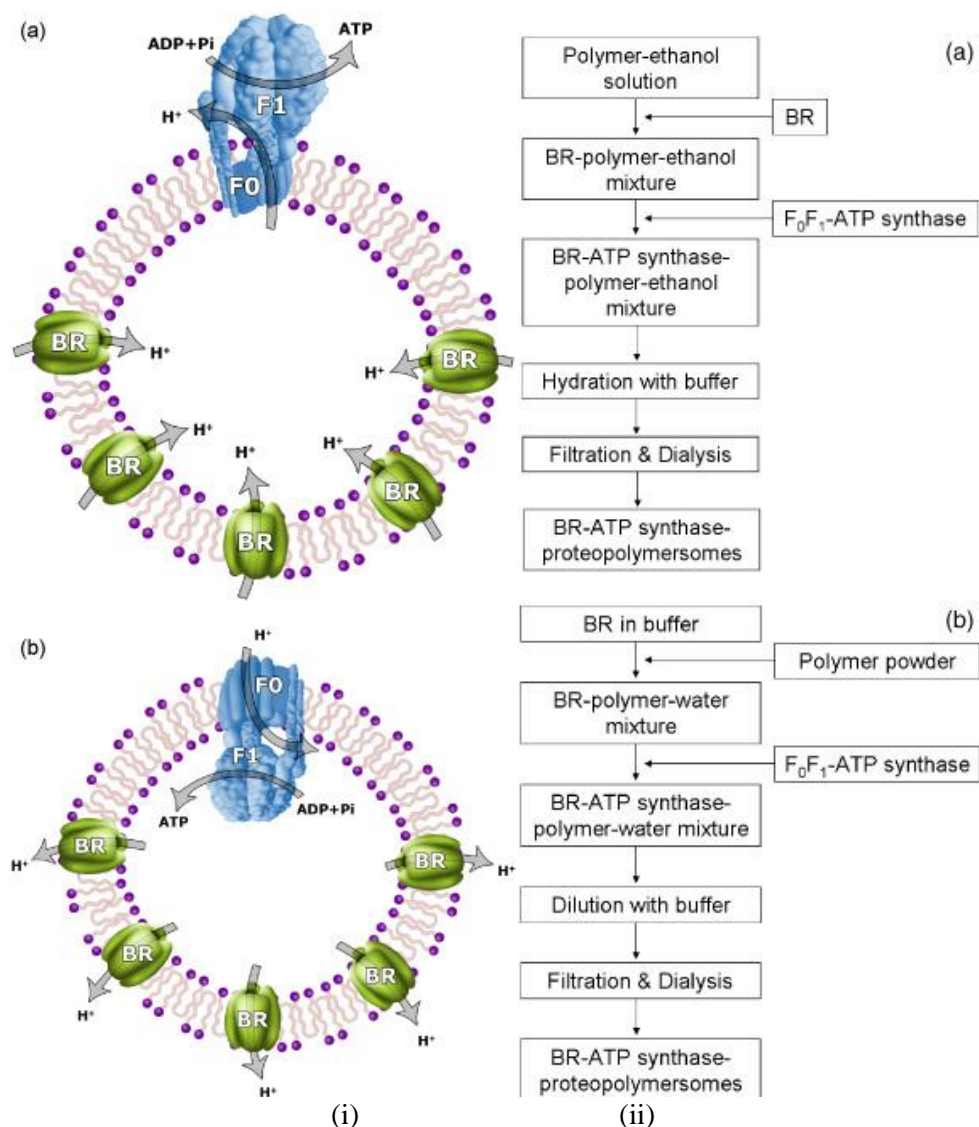 (a)
ADP+Pi
ATP
H⁺
F1
F0
BR
H⁺
BR
H⁺
BR
H⁺
BR
H⁺
BR
H⁺
(b)
H⁺
F0
F1
ATP
ADP+Pi
BR
H⁺
BR
H⁺
BR
H⁺
BR
H⁺
BR
H⁺
(i)
(a)
Polymer-ethanol
solution
BR
BR-polymer-ethanol
mixture
F₀F₁-ATP synthase
BR-ATP synthase-
polymer-ethanol
mixture
Hydration with buffer
Filtration & Dialysis
BR-ATP synthase-
proteopolymersomes
(b)
BR in buffer
Polymer powder
BR-polymer-water
mixture
F₀F₁-ATP synthase
BR-ATP synthase-
polymer-water mixture
Dilution with buffer
Filtration & Dialysis
BR-ATP synthase-
proteopolymersomes
(ii)